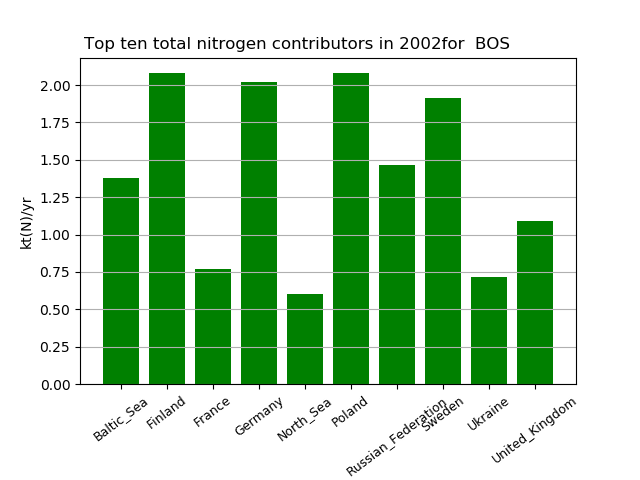 Top ten total nitrogen contributors in 2002for  BOS
kt(N)/yr
2.00
1.75
1.50
1.25
1.00
0.75
0.50
0.25
0.00
Baltic_Sea
Finland
France
Germany
North_Sea
Poland
Russian_Federation
Sweden
Ukraine
United_Kingdom